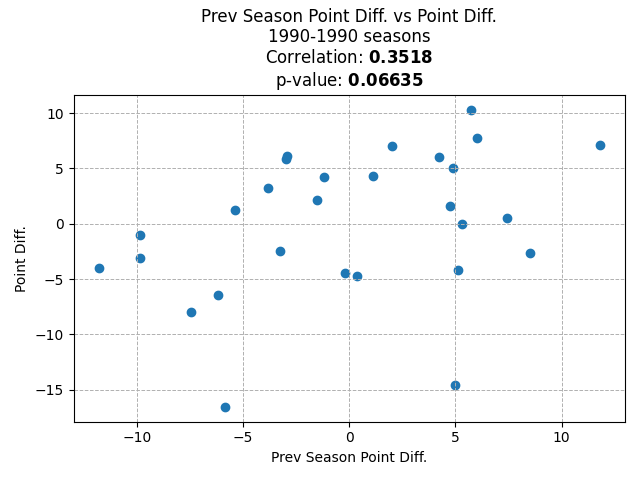 Prev Season Point Diff. vs Point Diff.
1990-1990 seasons
Correlation: 0.3518
p-value: 0.06635
10
5
0
−5
−10
−15
Point Diff.
−10
−5
0
5
10
Prev Season Point Diff.